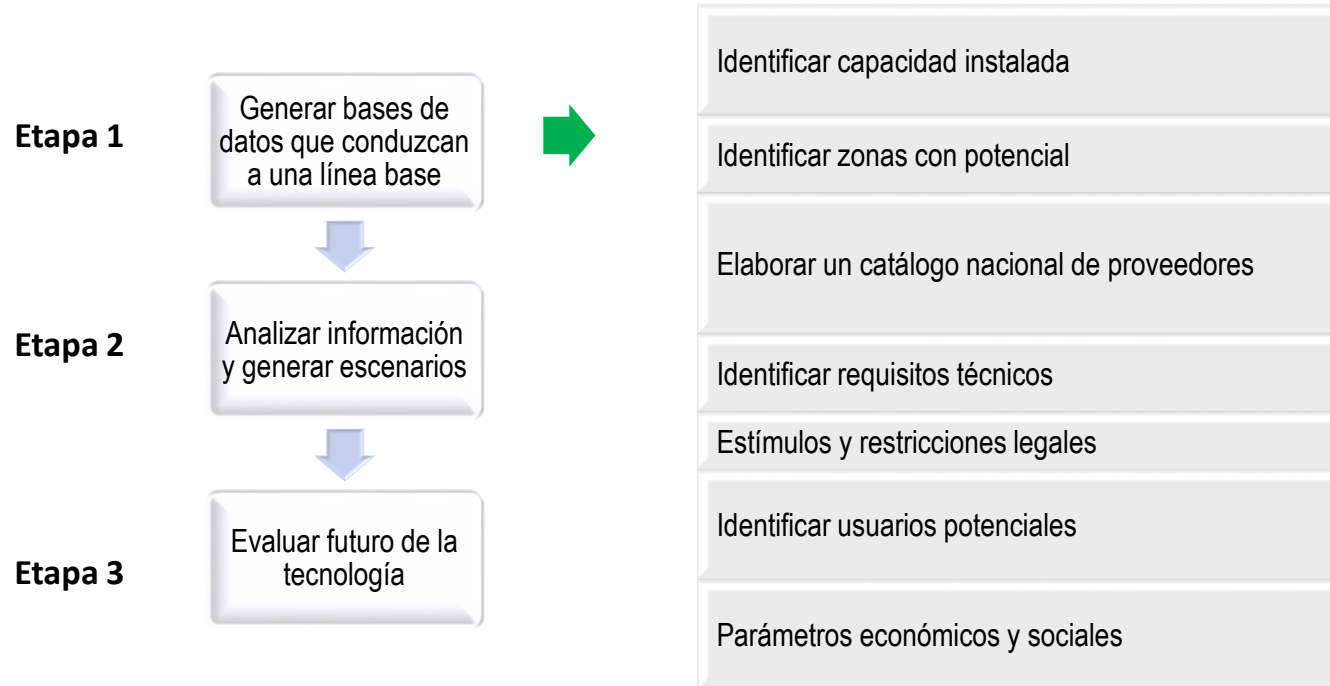 Etapa 1
Generar bases de
datos que conduzcan
a una línea base
Etapa 2
Analizar información
y generar escenarios
Etapa 3
Evaluar futuro de la
tecnología
Identificar capacidad instalada
Identificar zonas con potencial
Elaborar un catálogo nacional de proveedores
Identificar requisitos técnicos
Estímulos y restricciones legales
Identificar usuarios potenciales
Parámetros económicos y sociales